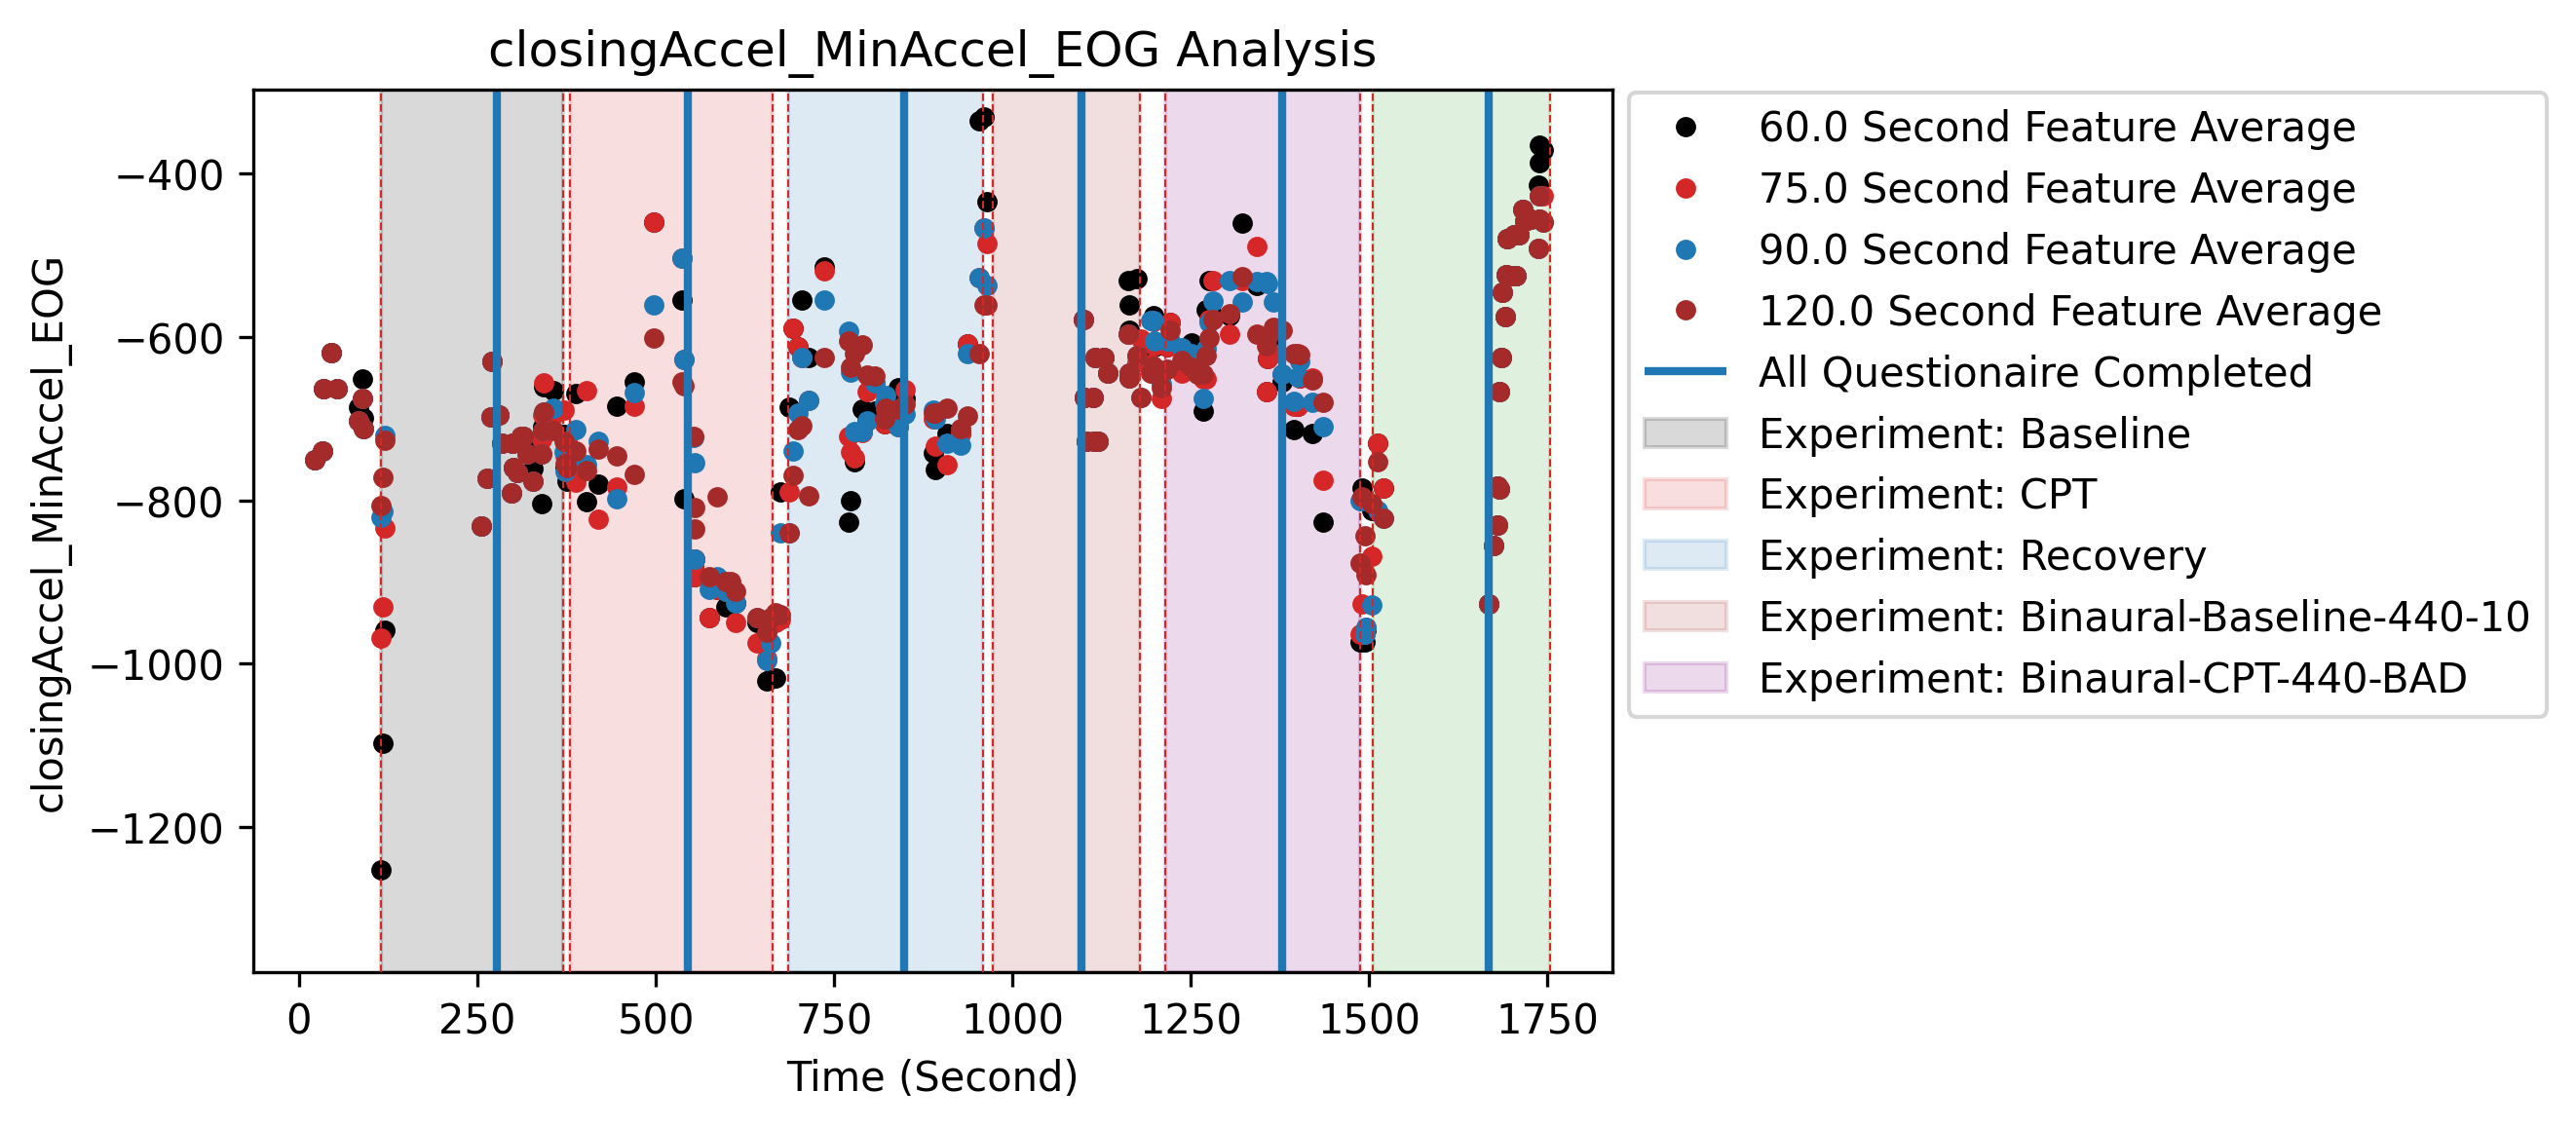 closingAccel_MinAccel_EOG Analysis
closingAccel_MinAccel_EOG
−400
−600
−800
−1000
−1200
0 250 500 750 1000 1250 1500 1750
Time (Second)
60.0 Second Feature Average
75.0 Second Feature Average
90.0 Second Feature Average
120.0 Second Feature Average
All Questionaire Completed
Experiment: Baseline
Experiment: CPT
Experiment: Recovery
Experiment: Binaural-Baseline-440-10
Experiment: Binaural-CPT-440-BAD